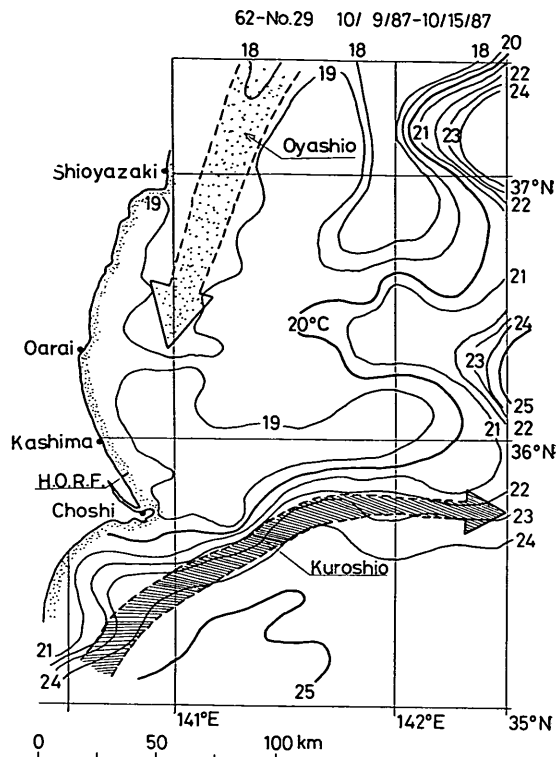 62-No.29 10/ 9/87-10/15/87
18 18 18 20
19 22
24
Oyashio 21 23
Shioyazaki
37°N
19 22
21
20°C 24
Oarai 23
25
19 21 22
Kashima 36°N
H.O.R.F. 22
Choshi 23
24
Kuroshio
21
24 25
141°E 142°E 35°N
0 50 100 km